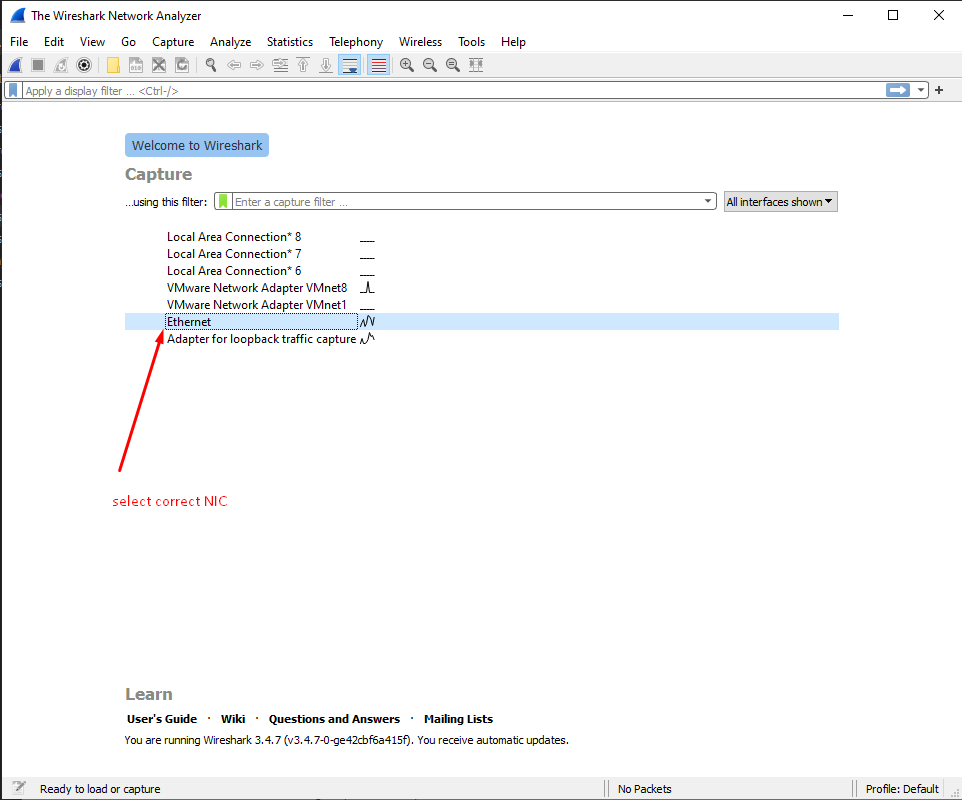 The Wireshark Network Analyzer
File Edit View Go Capture Analyze Statistics Telephony Wireless Tools Help
Apply a display filter ... <Ctrl-/>
Welcome to Wireshark
Capture
...using this filter: Enter a capture filter ... All interfaces shown
Local Area Connection* 8
Local Area Connection* 7
Local Area Connection* 6
VMware Network Adapter VMnet8
VMware Network Adapter VMnet1
Ethernet
Adapter for loopback traffic capture
select correct NIC
Learn
User's Guide · Wiki · Questions and Answers · Mailing Lists
You are running Wireshark 3.4.7 (v3.4.7-0-ge42cbf6a415f). You receive automatic updates.
Ready to load or capture No Packets Profile: Default